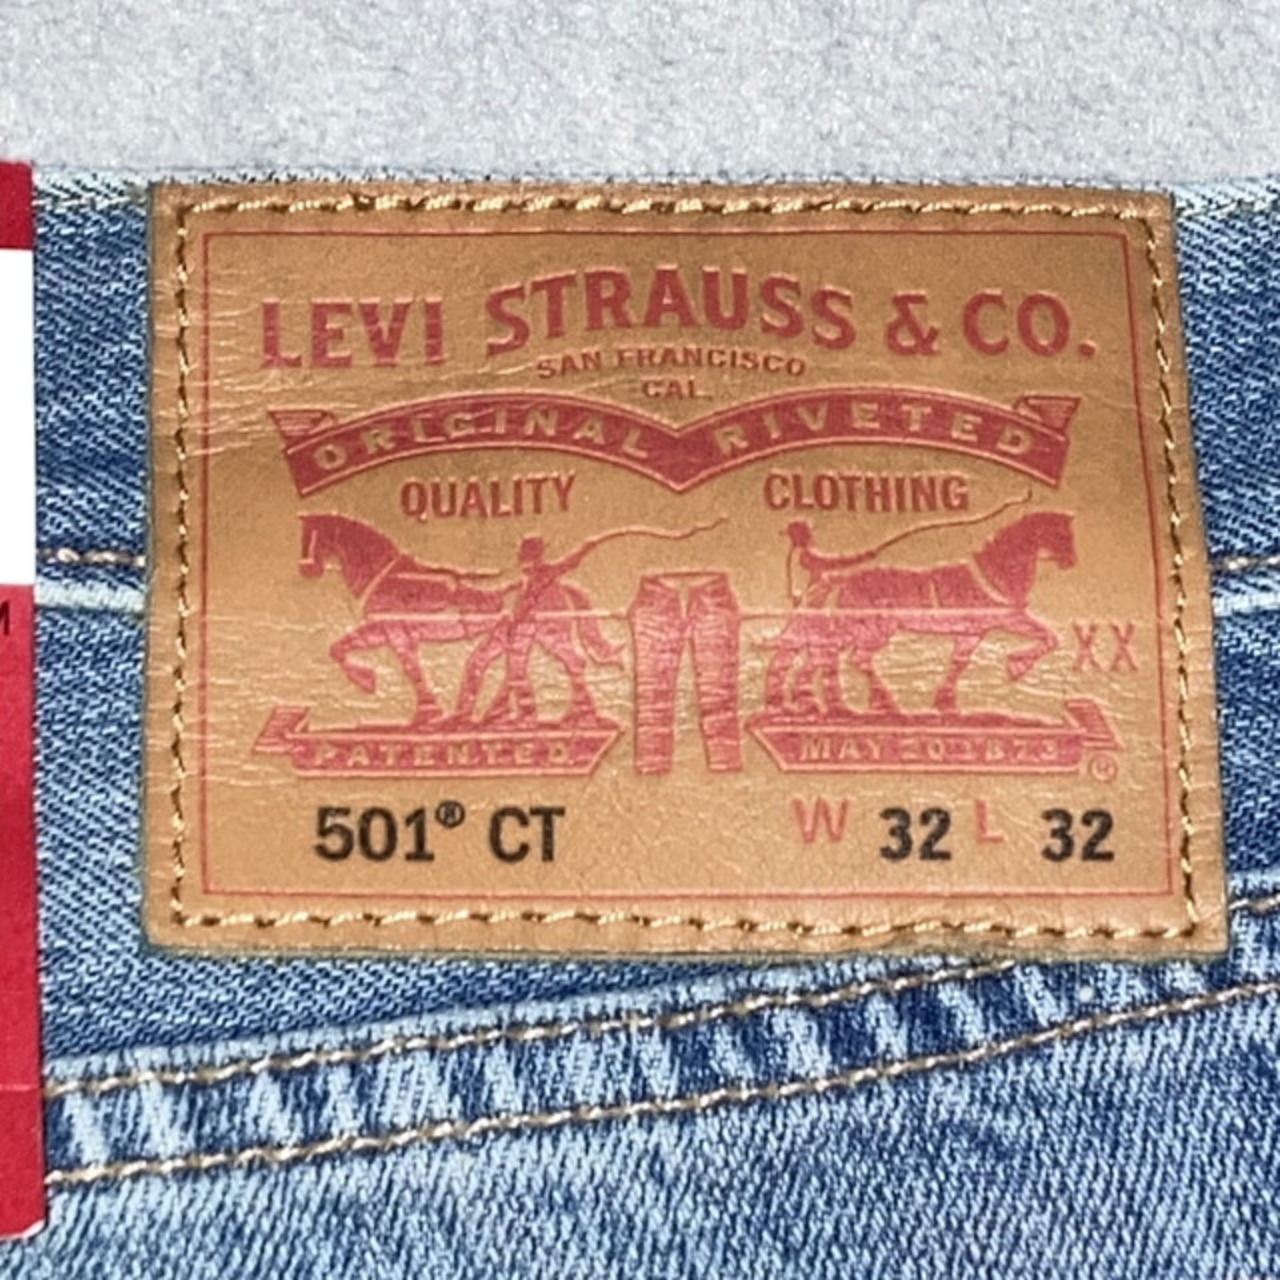 LEVI STRAUSS & CO.
SAN FRANCISCO
CAL.
ORIGINAL RIVETED
QUALITY CLOTHING
XX
PATENTED MAY 20 1873 ®
501® CT W 32 L 32
M